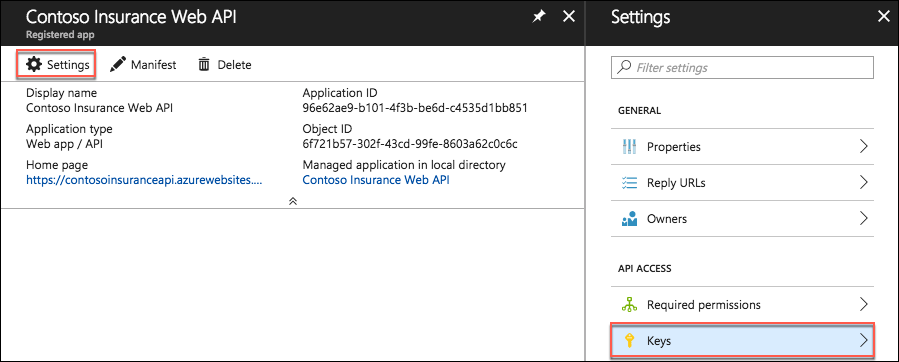 Contoso Insurance Web API
Registered app
Settings
Manifest
Delete
Display name
Contoso Insurance Web API
Application type
Web app / API
Home page
https://contosoinsuranceapi.azurewebsites....
Application ID
96e62ae9-b101-4f3b-be6d-c4535d1bb851
Object ID
6f721b57-302f-43cd-99fe-8603a62c0c6c
Managed application in local directory
Contoso Insurance Web API
Settings
Filter settings
GENERAL
Properties
Reply URLs
Owners
API ACCESS
Required permissions
Keys